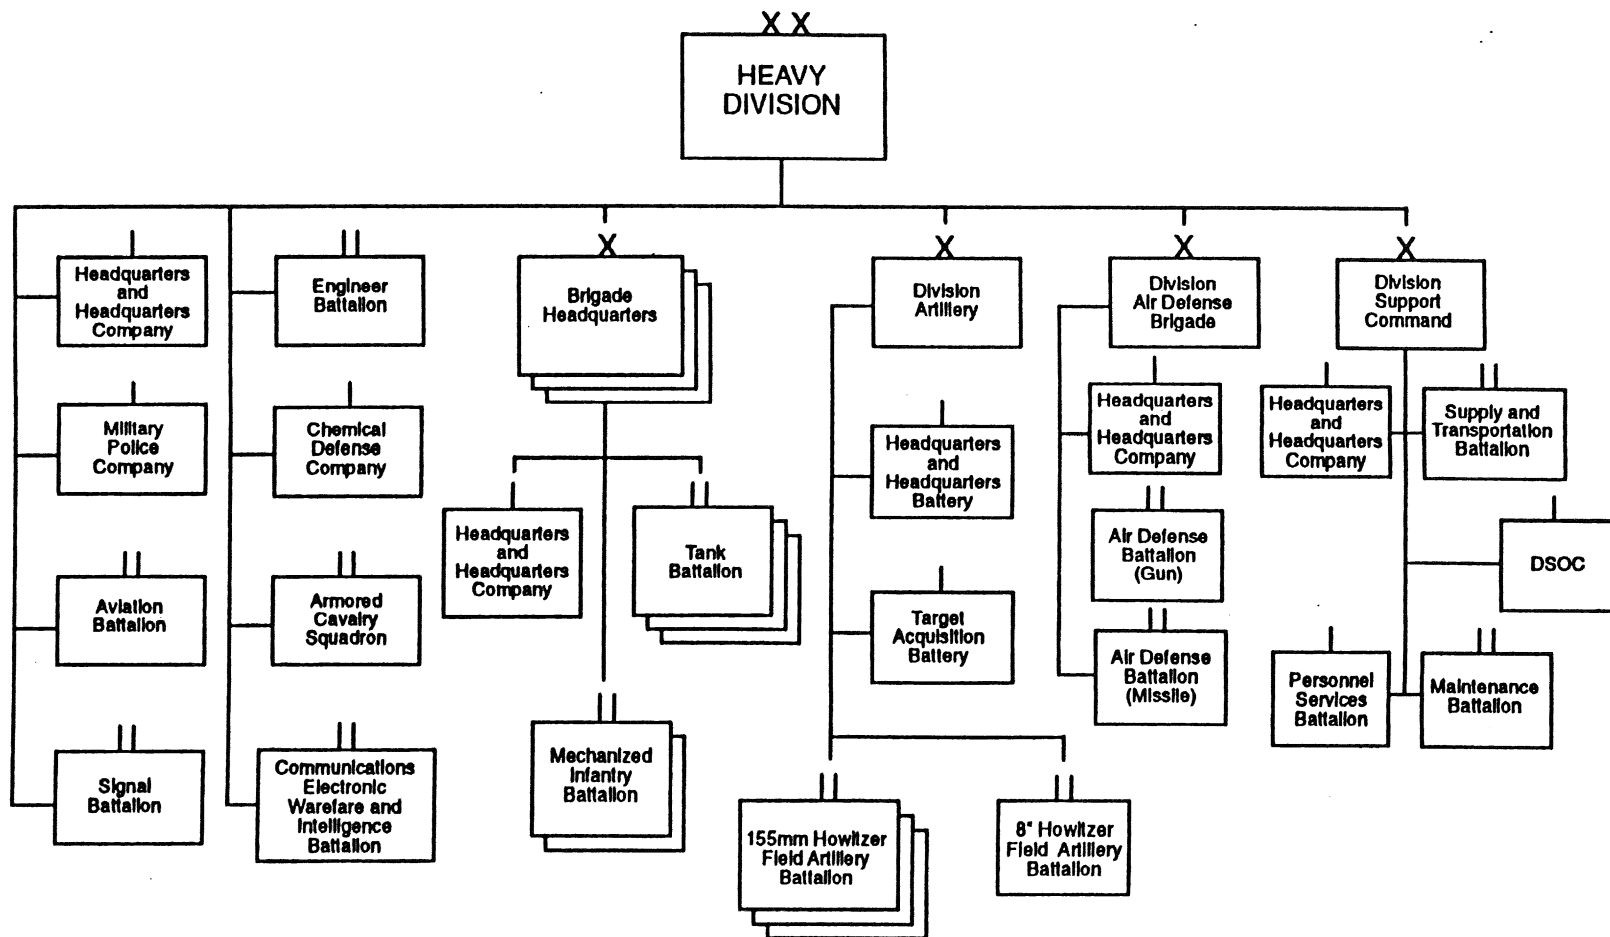 X X
HEAVY
DIVISION
Headquarters
and
Headquarters
Company
Military
Police
Company
Aviation
Battalion
Signal
Battalion
Engineer
Battalion
Chemical
Defense
Company
Armored
Cavalry
Squadron
Communications
Electronic
Warefare and
Intelligence
Battalion
X
Brigade
Headquarters
Headquarters
and
Headquarters
Company
Tank
Battalion
Mechanized
Infantry
Battalion
X
Division
Artillery
Headquarters
and
Headquarters
Battery
Target
Acquisition
Battery
155mm Howitzer
Field Artillery
Battalion
8" Howitzer
Field Artillery
Battalion
X
Division
Air Defense
Brigade
Headquarters
and
Headquarters
Company
Air Defense
Battalion
(Gun)
Air Defense
Battalion
(Missile)
X
Division
Support
Command
Headquarters
and
Headquarters
Company
Supply and
Transportation
Battalion
DSOC
Personnel
Services
Battalion
Maintenance
Battalion